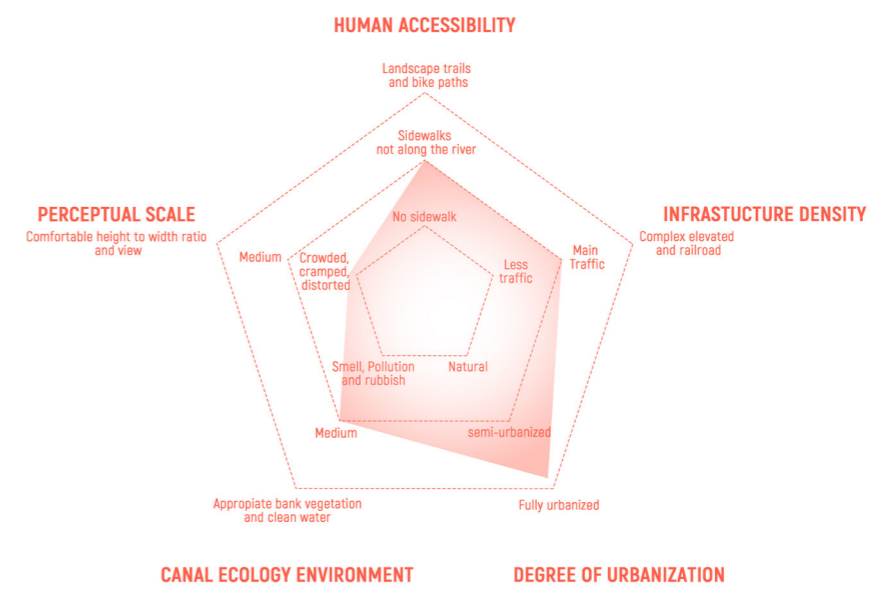 HUMAN ACCESSIBILITY
Landscape trails
and bike paths
Sidewalks
not along the river
No sidewalk
PERCEPTUAL SCALE
Comfortable height to width ratio
and view
Medium
Crowded,
cramped,
distorted
INFRASTUCTURE DENSITY
Complex elevated
and railroad
Main
Traffic
Less
traffic
Smell, Pollution
and rubbish
Natural
Medium
semi-urbanized
Appropiate bank vegetation
and clean water
Fully urbanized
CANAL ECOLOGY ENVIRONMENT
DEGREE OF URBANIZATION